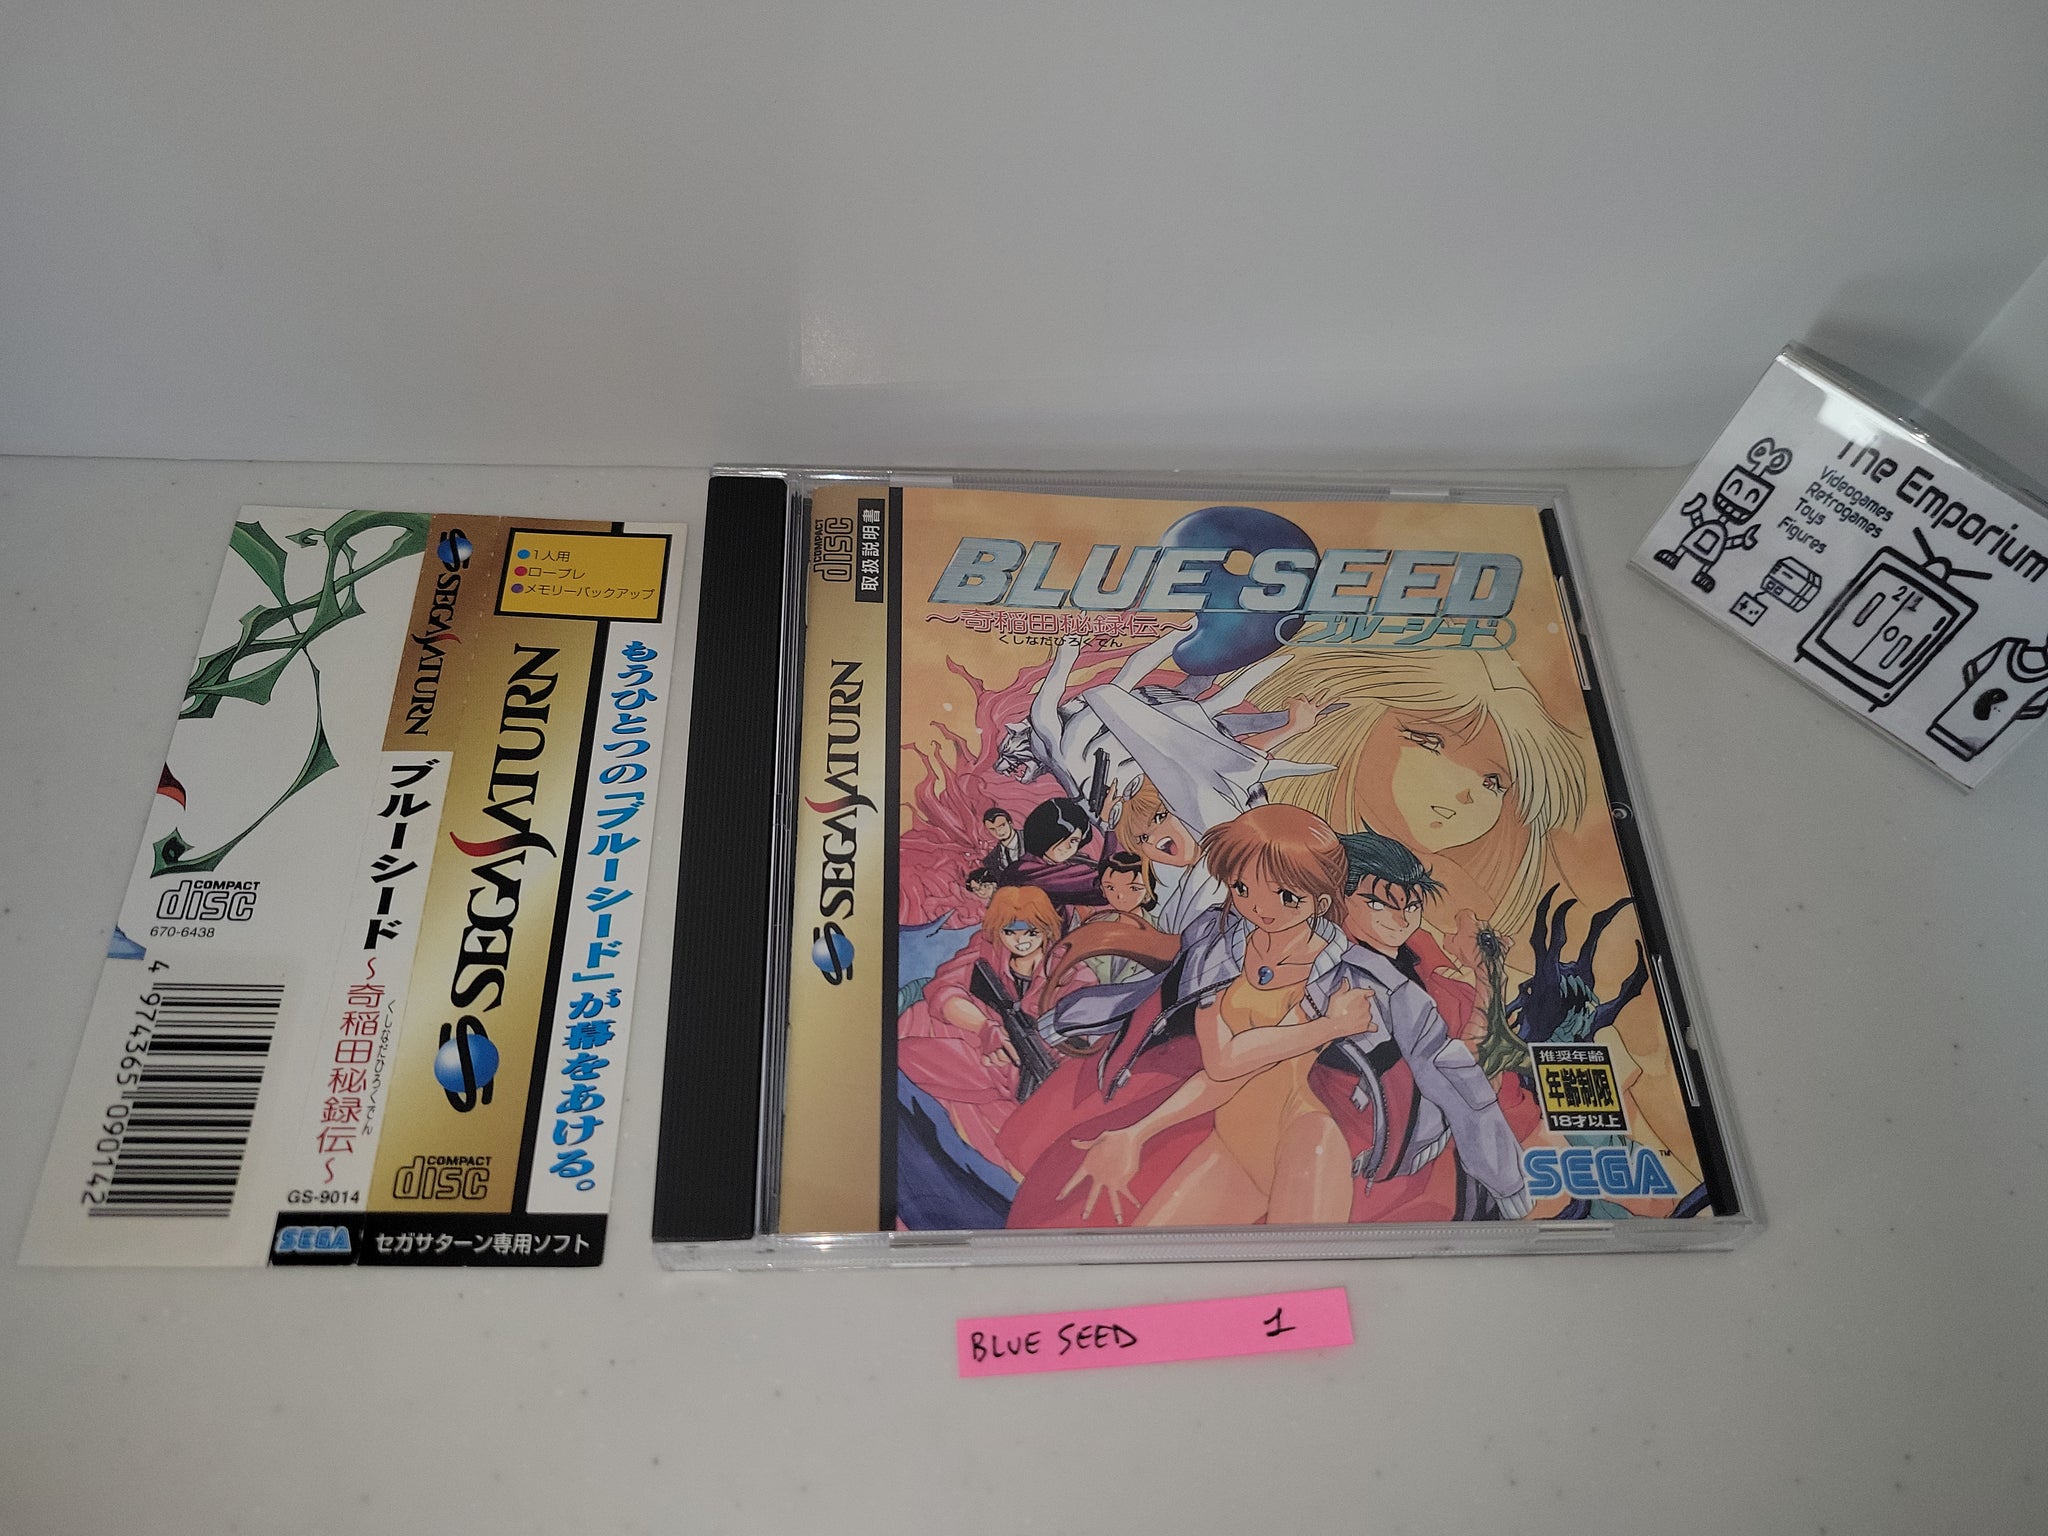 COMPACT
disc
670-6438
4 974365 090142
SEGA SATURN
ブルーシード
~奇稲田秘録伝~
くしなだひろくでん
GS-9014
SEGA
●1人用
●ロープレ
●メモリーバックアップ
SEGA SATURN
COMPACT
disc
もうひとつの「ブルーシード」が幕をあける。
セガサターン専用ソフト
COMPACT
disc
取扱説明書
SEGA SATURN
BLUE SEED
~奇稲田秘録伝~
くしなだひろくでん
ブルーシード
推奨年齢
年齢制限
18才以上
SEGA™
BLUE SEED 1
The Emporium
Videogames
Retrogames
Toys
Figures
21